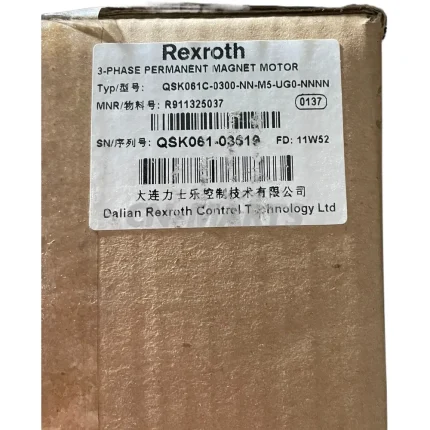 Rexroth
3-PHASE PERMANENT MAGNET MOTOR
Typ/型号: QSK061C-0300-NN-M5-UG0-NNNN
MNR/物料号: R911325037 0137
SN/序列号: QSK061-03619 FD: 11W52
大连力士乐控制技术有限公司
Dalian Rexroth Control Technology Ltd